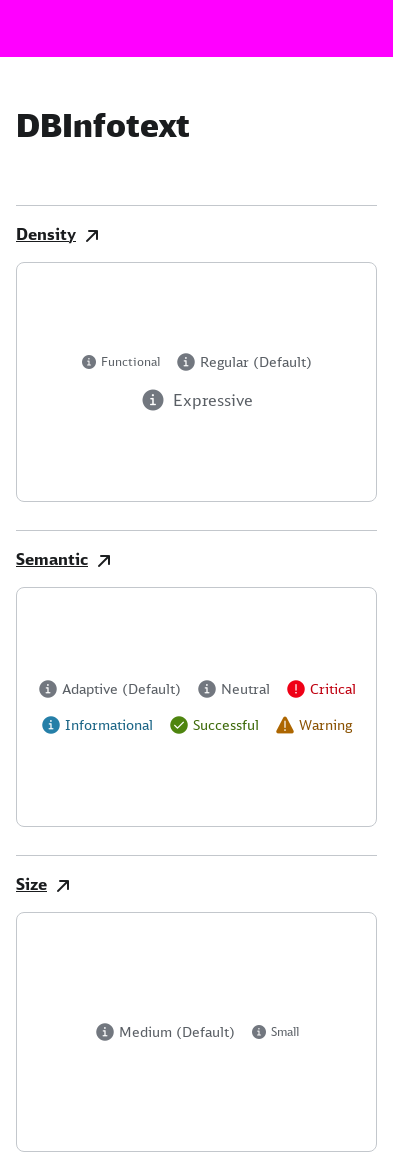 DBInfotext
Density
Functional Regular (Default)
Expressive
Semantic
Adaptive (Default) Neutral Critical
Informational Successful Warning
Size
Medium (Default) Small